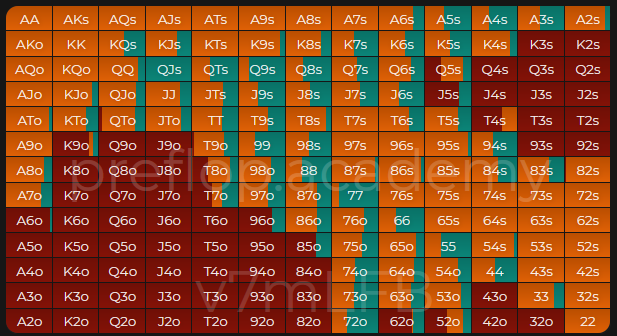 AA AKs AQs AJs ATs A9s A8s A7s A6s A5s A4s A3s A2s
AKo KK KQs KJs KTs K9s K8s K7s K6s K5s K4s K3s K2s
AQo KQo QQ QJs QTs Q9s Q8s Q7s Q6s Q5s Q4s Q3s Q2s
AJo KJo QJo JJ JTs J9s J8s J7s J6s J5s J4s J3s J2s
ATo KTo QTo JTo TT T9s T8s T7s T6s T5s T4s T3s T2s
A9o K9o Q9o J9o T9o 99 98s 97s 96s 95s 94s 93s 92s
A8o K8o Q8o J8o T8o 98o 88 87s 86s 85s 84s 83s 82s
preflop.academy
A7o K7o Q7o J7o T7o 97o 87o 77 76s 75s 74s 73s 72s
A6o K6o Q6o J6o T6o 96o 86o 76o 66 65s 64s 63s 62s
A5o K5o Q5o J5o T5o 95o 85o 75o 65o 55 54s 53s 52s
A4o K4o Q4o J4o T4o 94o 84o 74o 64o 54o 44 43s 42s
v7mLFB
A3o K3o Q3o J3o T3o 93o 83o 73o 63o 53o 43o 33 32s
A2o K2o Q2o J2o T2o 92o 82o 72o 62o 52o 42o 32o 22